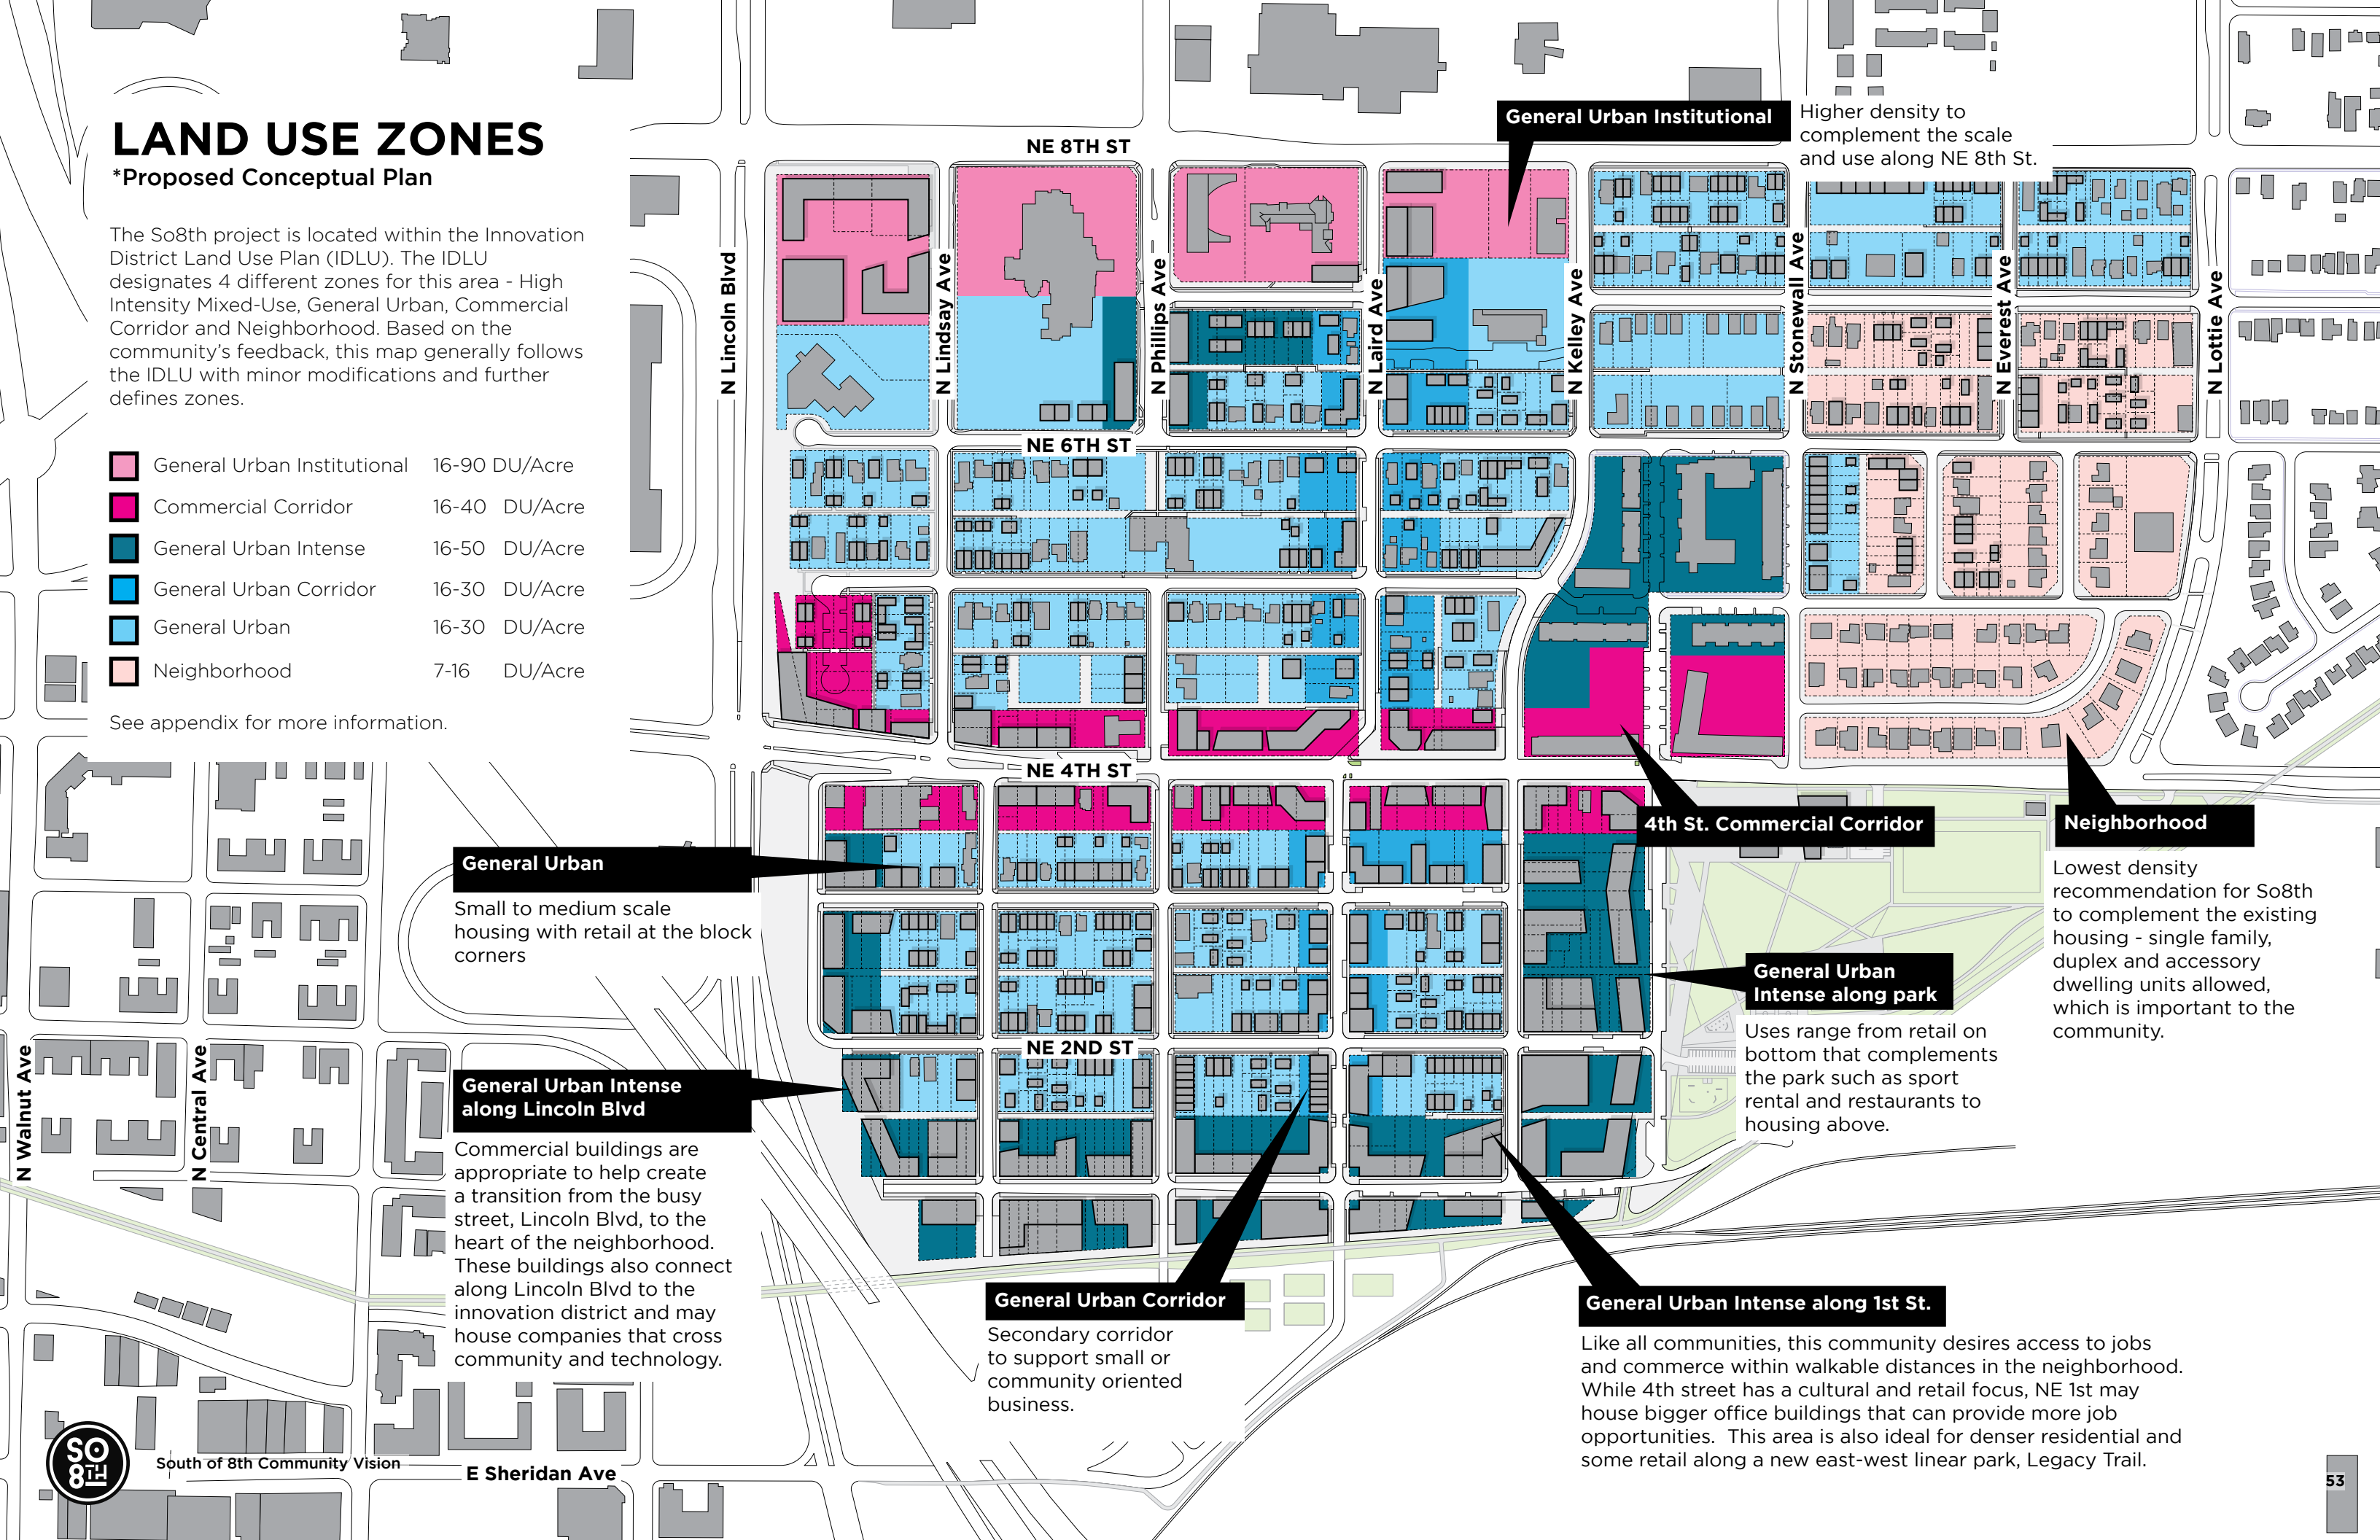 LAND USE ZONES
*Proposed Conceptual Plan
The So8th project is located within the Innovation
District Land Use Plan (IDLU). The IDLU
designates 4 different zones for this area - High
Intensity Mixed-Use, General Urban, Commercial
Corridor and Neighborhood. Based on the
community's feedback, this map generally follows
the IDLU with minor modifications and further
defines zones.
General Urban Institutional 16-90 DU/Acre
Commercial Corridor 16-40 DU/Acre
General Urban Intense 16-50 DU/Acre
General Urban Corridor 16-30 DU/Acre
General Urban 16-30 DU/Acre
Neighborhood 7-16 DU/Acre
See appendix for more information.
General Urban Institutional
Higher density to
complement the scale
and use along NE 8th St.
NE 8TH ST
N Lincoln Blvd
N Lindsay Ave
N Phillips Ave
N Laird Ave
N Kelley Ave
N Stonewall Ave
N Everest Ave
N Lottie Ave
NE 6TH ST
NE 4TH ST
4th St. Commercial Corridor
Neighborhood
Lowest density
recommendation for So8th
to complement the existing
housing - single family,
duplex and accessory
dwelling units allowed,
which is important to the
community.
General Urban
Small to medium scale
housing with retail at the block
corners
General Urban
Intense along park
Uses range from retail on
bottom that complements
the park such as sport
rental and restaurants to
housing above.
NE 2ND ST
N Walnut Ave
N Central Ave
General Urban Intense
along Lincoln Blvd
Commercial buildings are
appropriate to help create
a transition from the busy
street, Lincoln Blvd, to the
heart of the neighborhood.
These buildings also connect
along Lincoln Blvd to the
innovation district and may
house companies that cross
community and technology.
General Urban Corridor
Secondary corridor
to support small or
community oriented
business.
General Urban Intense along 1st St.
Like all communities, this community desires access to jobs
and commerce within walkable distances in the neighborhood.
While 4th street has a cultural and retail focus, NE 1st may
house bigger office buildings that can provide more job
opportunities.  This area is also ideal for denser residential and
some retail along a new east-west linear park, Legacy Trail.
SO
8TH
South of 8th Community Vision
E Sheridan Ave
53